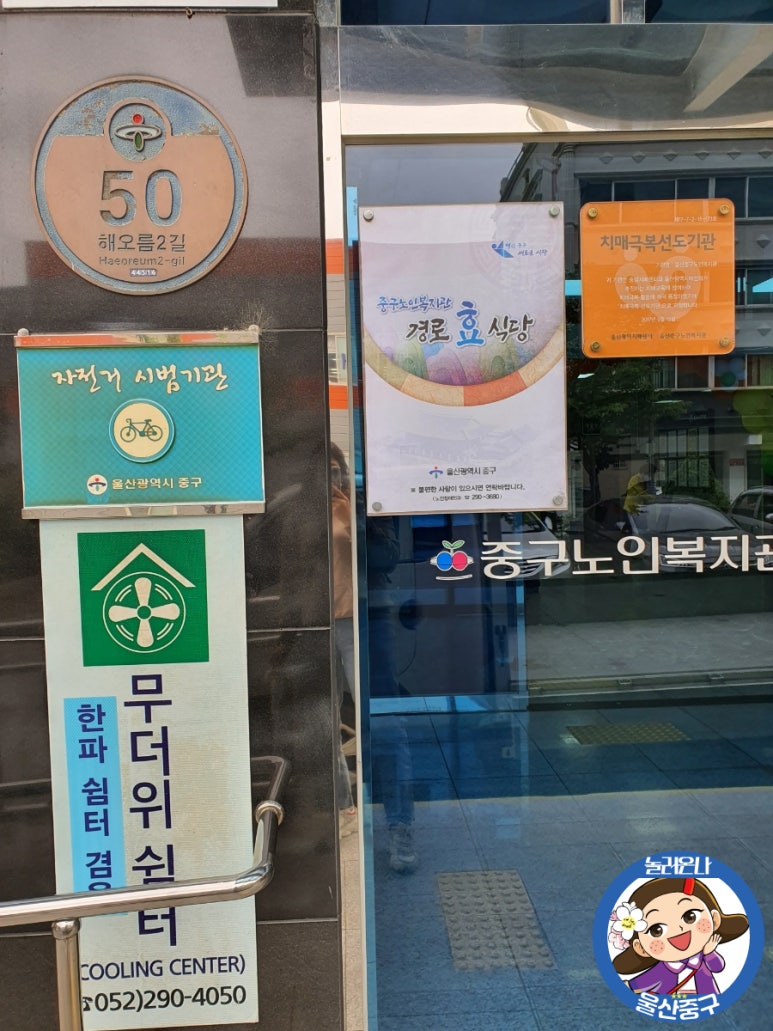 50
해오름2길
Haeoreum2-gil
자전거 시범기관
울산광역시 중구
무더위 쉼터
한파 쉼터 겸
(COOLING CENTER)
☎052)290-4050
중구노인복지관
경로 효 식당
울산광역시 중구
※ 불편한 사항이 있으시면 연락바랍니다.
☎ 290-3680)
치매극복선도기관
중구노인복지관
놀러온나
울산중구